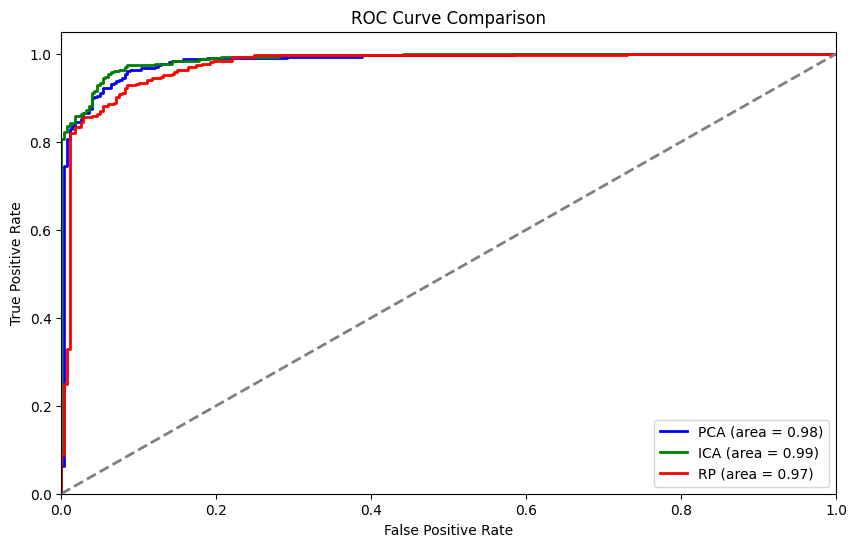 ROC Curve Comparison
True Positive Rate
1.0
0.8
0.6
0.4
0.2
0.0
0.0 0.2 0.4 0.6 0.8 1.0
False Positive Rate
PCA (area = 0.98)
ICA (area = 0.99)
RP (area = 0.97)